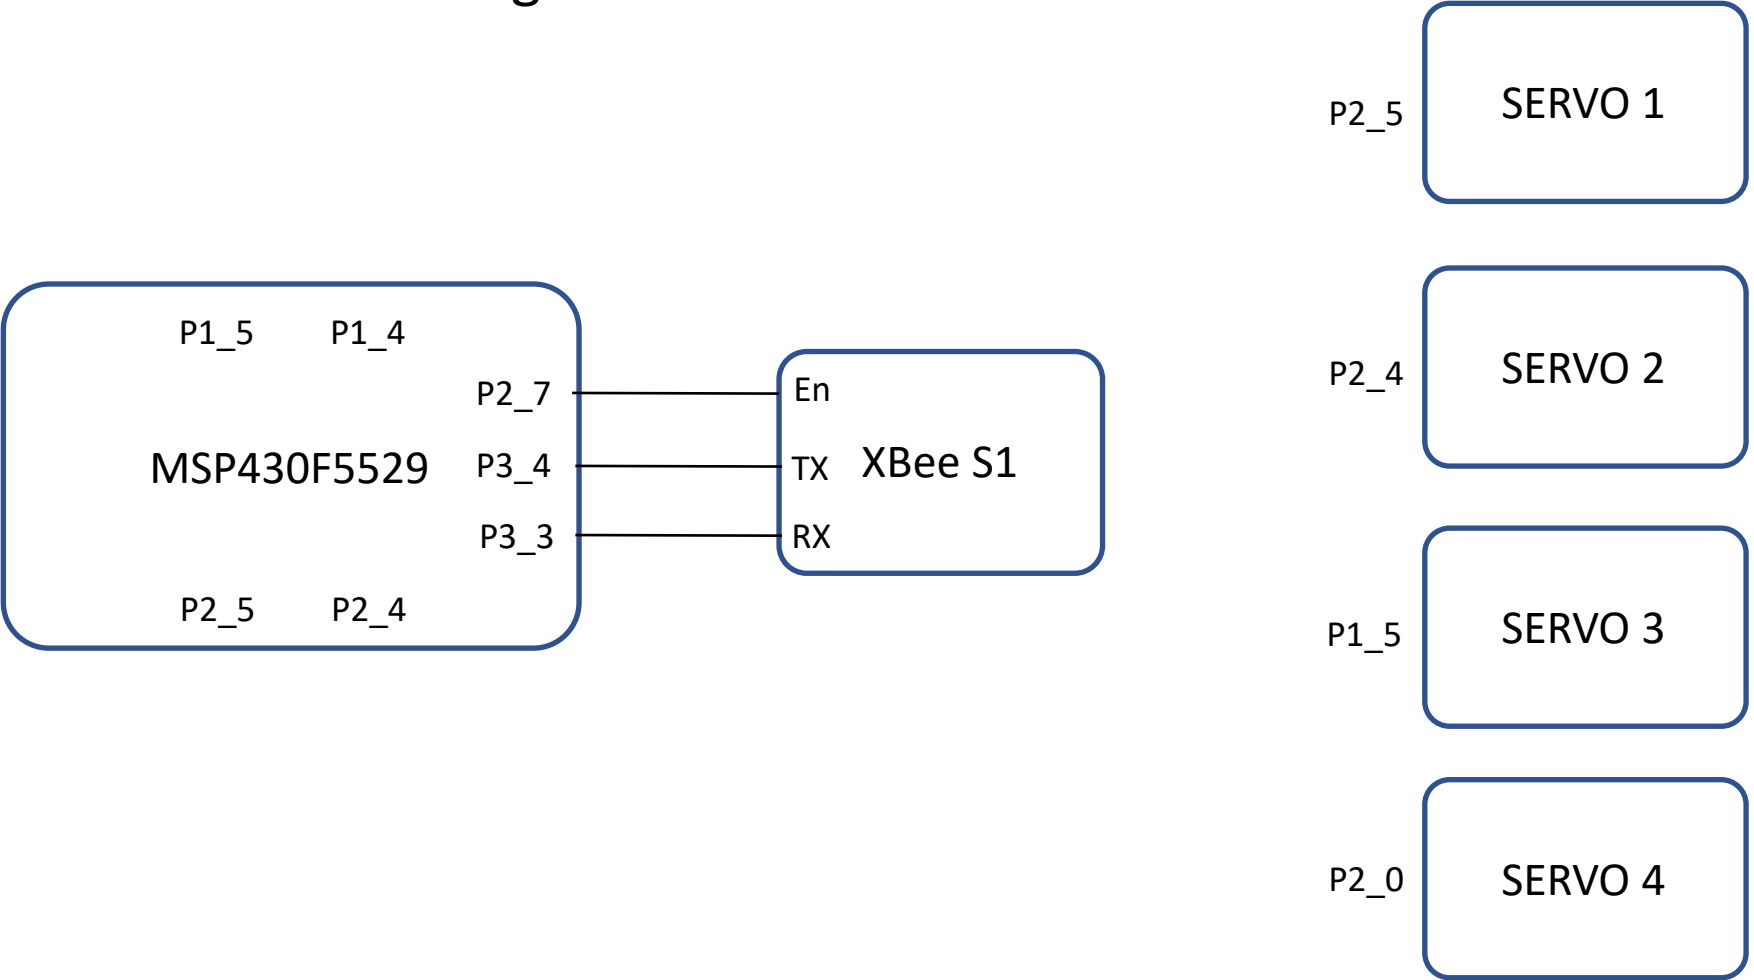 P1_5 P1_4
P2_7
MSP430F5529
P3_4
P3_3
P2_5 P2_4
En
TX
XBee S1
RX
P2_5
SERVO 1
P2_4
SERVO 2
P1_5
SERVO 3
P2_0
SERVO 4